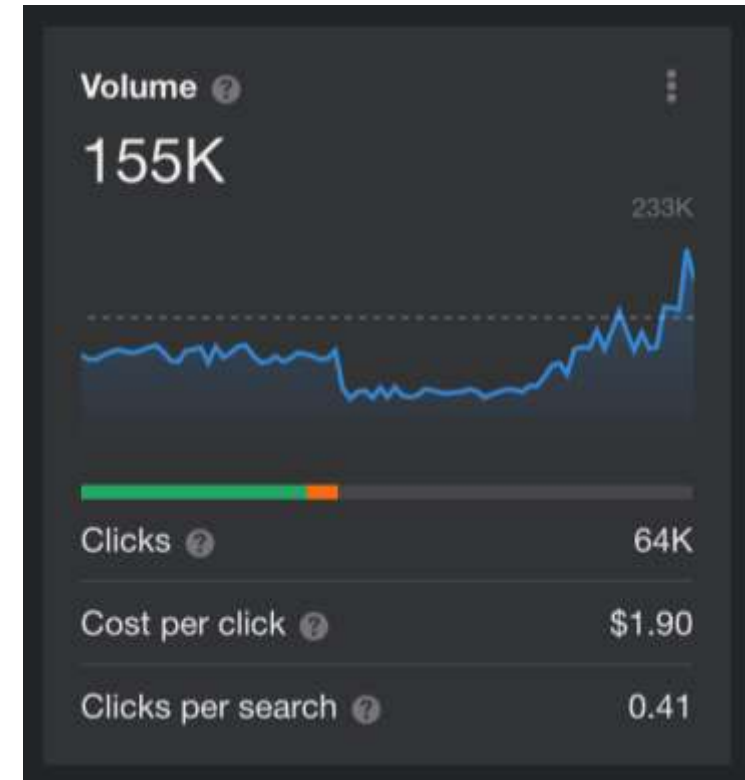 Volume ?
155K
233K
Clicks ? 64K
Cost per click ? $1.90
Clicks per search ? 0.41